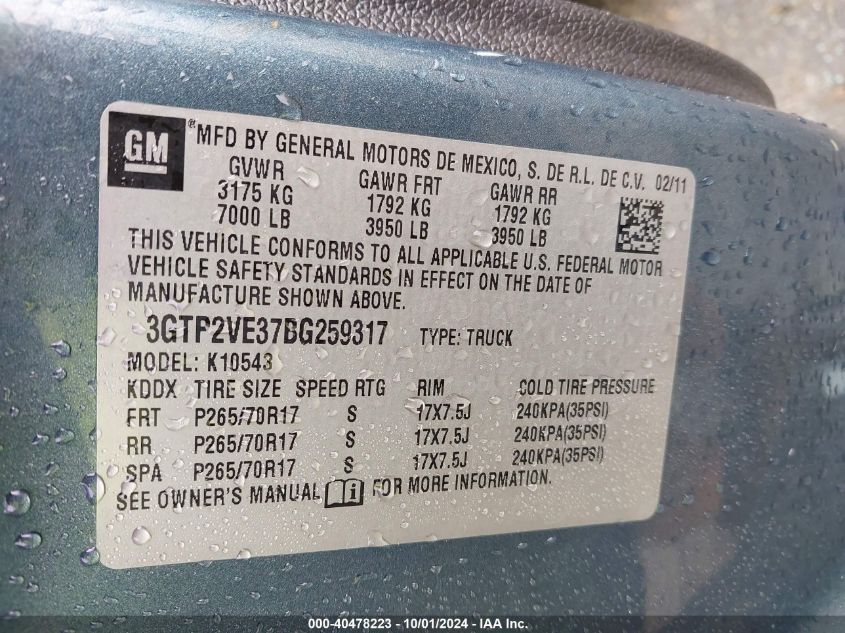 GM ® MFD BY GENERAL MOTORS DE MEXICO, S. DE R.L. DE C.V. 02/11
GVWR GAWR FRT GAWR RR
3175 KG 1792 KG 1792 KG
7000 LB 3950 LB 3950 LB
THIS VEHICLE CONFORMS TO ALL APPLICABLE U.S. FEDERAL MOTOR
VEHICLE SAFETY STANDARDS IN EFFECT ON THE DATE OF
MANUFACTURE SHOWN ABOVE.
3GTP2VE37BG259317 TYPE: TRUCK
MODEL: K10543
KDDX TIRE SIZE SPEED RTG RIM COLD TIRE PRESSURE
FRT P265/70R17 S 17X7.5J 240KPA(35PSI)
RR P265/70R17 S 17X7.5J 240KPA(35PSI)
SPA P265/70R17 S 17X7.5J 240KPA(35PSI)
SEE OWNER'S MANUAL FOR MORE INFORMATION.
000-40478223 - 10/01/2024 - IAA Inc.